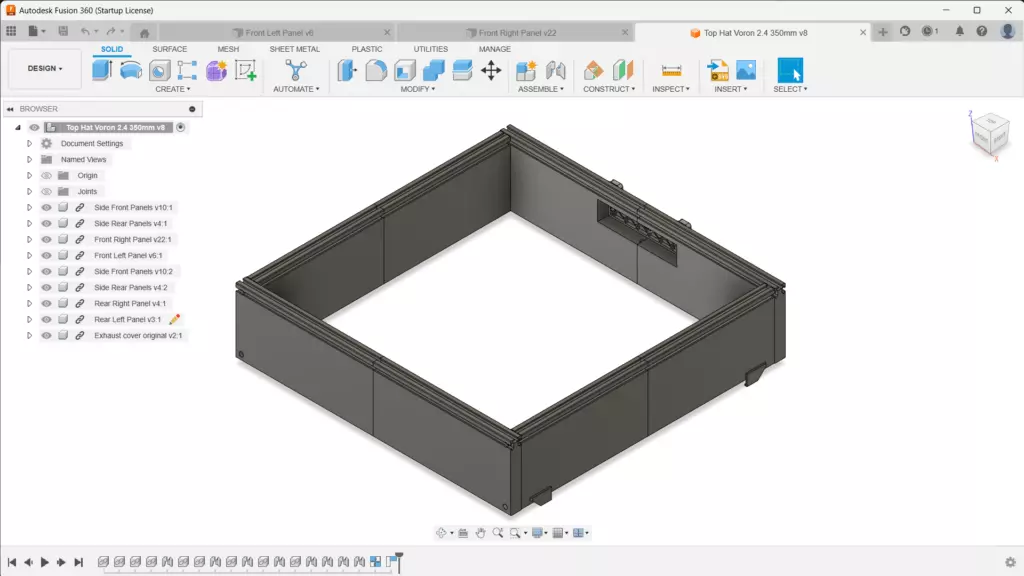 Autodesk Fusion 360 (Startup License)
Front Left Panel v6
Front Right Panel v22
Top Hat Voron 2.4 350mm v8
1
DESIGN
SOLID SURFACE MESH SHEET METAL PLASTIC UTILITIES MANAGE
CREATE AUTOMATE MODIFY ASSEMBLE CONSTRUCT INSPECT INSERT SELECT
BROWSER
Top Hat Voron 2.4 350mm v8
Document Settings
Named Views
Origin
Joints
Side Front Panels v10:1
Side Rear Panels v4:1
Front Right Panel v22:1
Front Left Panel v6:1
Side Front Panels v10:2
Side Rear Panels v4:2
Rear Right Panel v4:1
Rear Left Panel v3:1
Exhaust cover original v2:1
Z
X